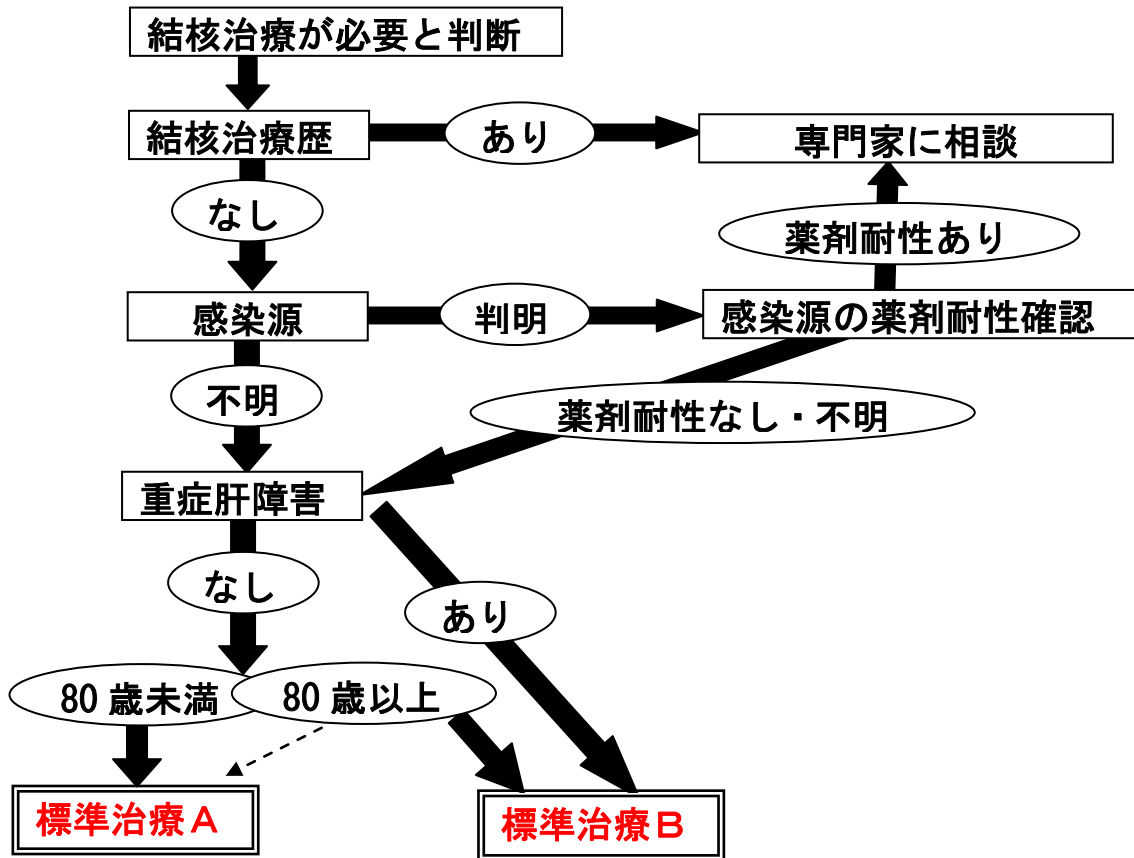 結核治療が必要と判断
結核治療歴
あり
専門家に相談
なし
薬剤耐性あり
感染源
判明
感染源の薬剤耐性確認
不明
薬剤耐性なし・不明
重症肝障害
なし
あり
80歳未満
80歳以上
標準治療A
標準治療B